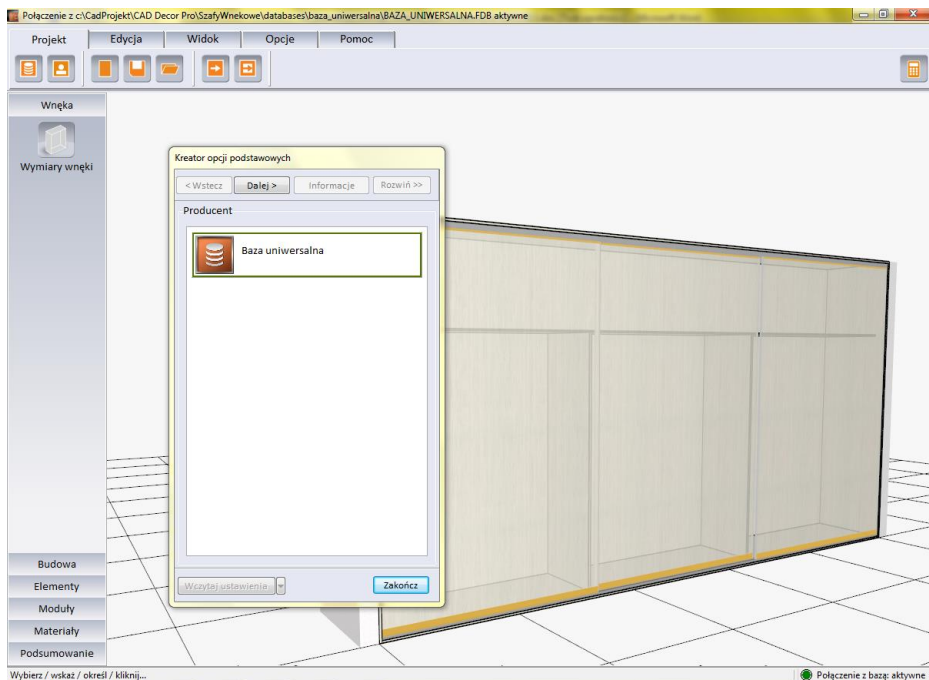 Połączenie z c:\CadProjekt\CAD Decor Pro\SzafyWnekowe\databases\baza_uniwersalna\BAZA_UNIWERSALNA.FDB aktywne
Projekt Edycja Widok Opcje Pomoc
Wnęka
Wymiary wnęki
Kreator opcji podstawowych
< Wstecz Dalej > Informacje Rozwiń >>
Producent
Baza uniwersalna
Wczytaj ustawienia Zakończ
Budowa
Elementy
Moduły
Materiały
Podsumowanie
Wybierz / wskaż / określ / kliknij... Połączenie z bazą: aktywne